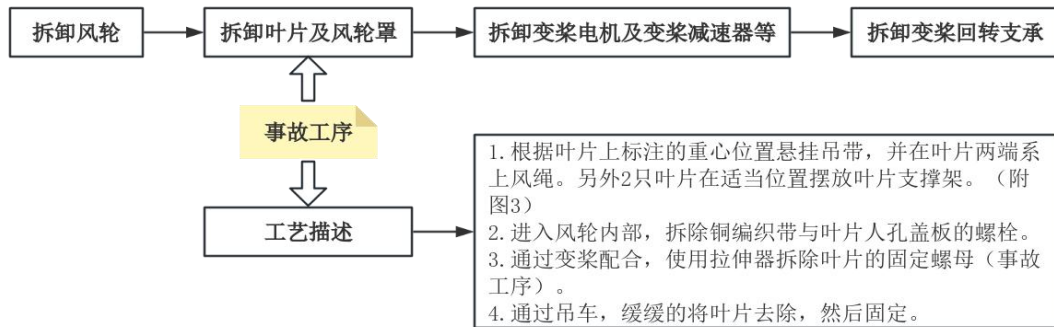 拆卸风轮
拆卸叶片及风轮罩
拆卸变桨电机及变桨减速器等
拆卸变桨回转支承
事故工序
工艺描述
1.根据叶片上标注的重心位置悬挂吊带，并在叶片两端系
上风绳。另外2只叶片在适当位置摆放叶片支撑架。（附
图3）
2.进入风轮内部，拆除铜编织带与叶片人孔盖板的螺栓。
3.通过变桨配合，使用拉伸器拆除叶片的固定螺母（事故
工序）。
4.通过吊车，缓缓的将叶片去除，然后固定。